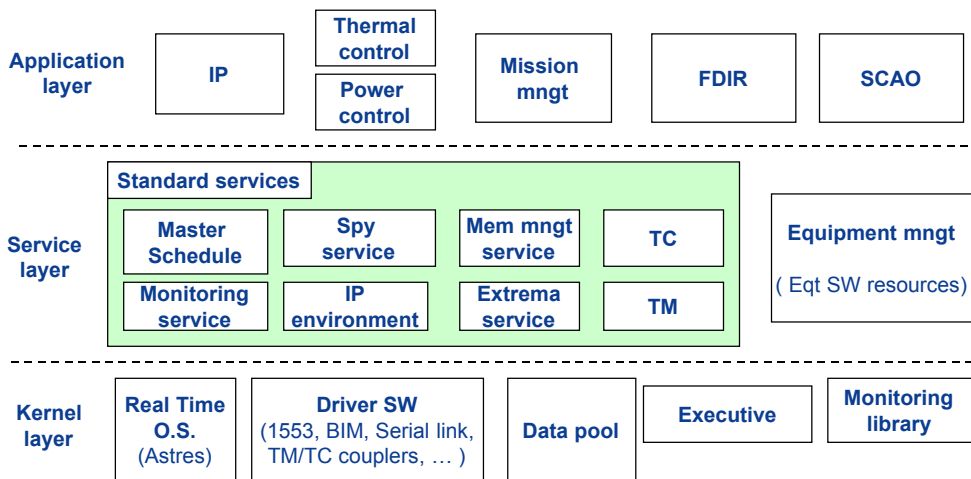 Application
layer
IP
Thermal
control
Power
control
Mission
mngt
FDIR
SCAO
Service
layer
Standard services
Master
Schedule
Spy
service
Mem mngt
service
TC
Monitoring
service
IP
environment
Extrema
service
TM
Equipment mngt
( Eqt SW resources)
Kernel
layer
Real Time
O.S.
(Astres)
Driver SW
(1553, BIM, Serial link,
TM/TC couplers, … )
Data pool
Executive
Monitoring
library